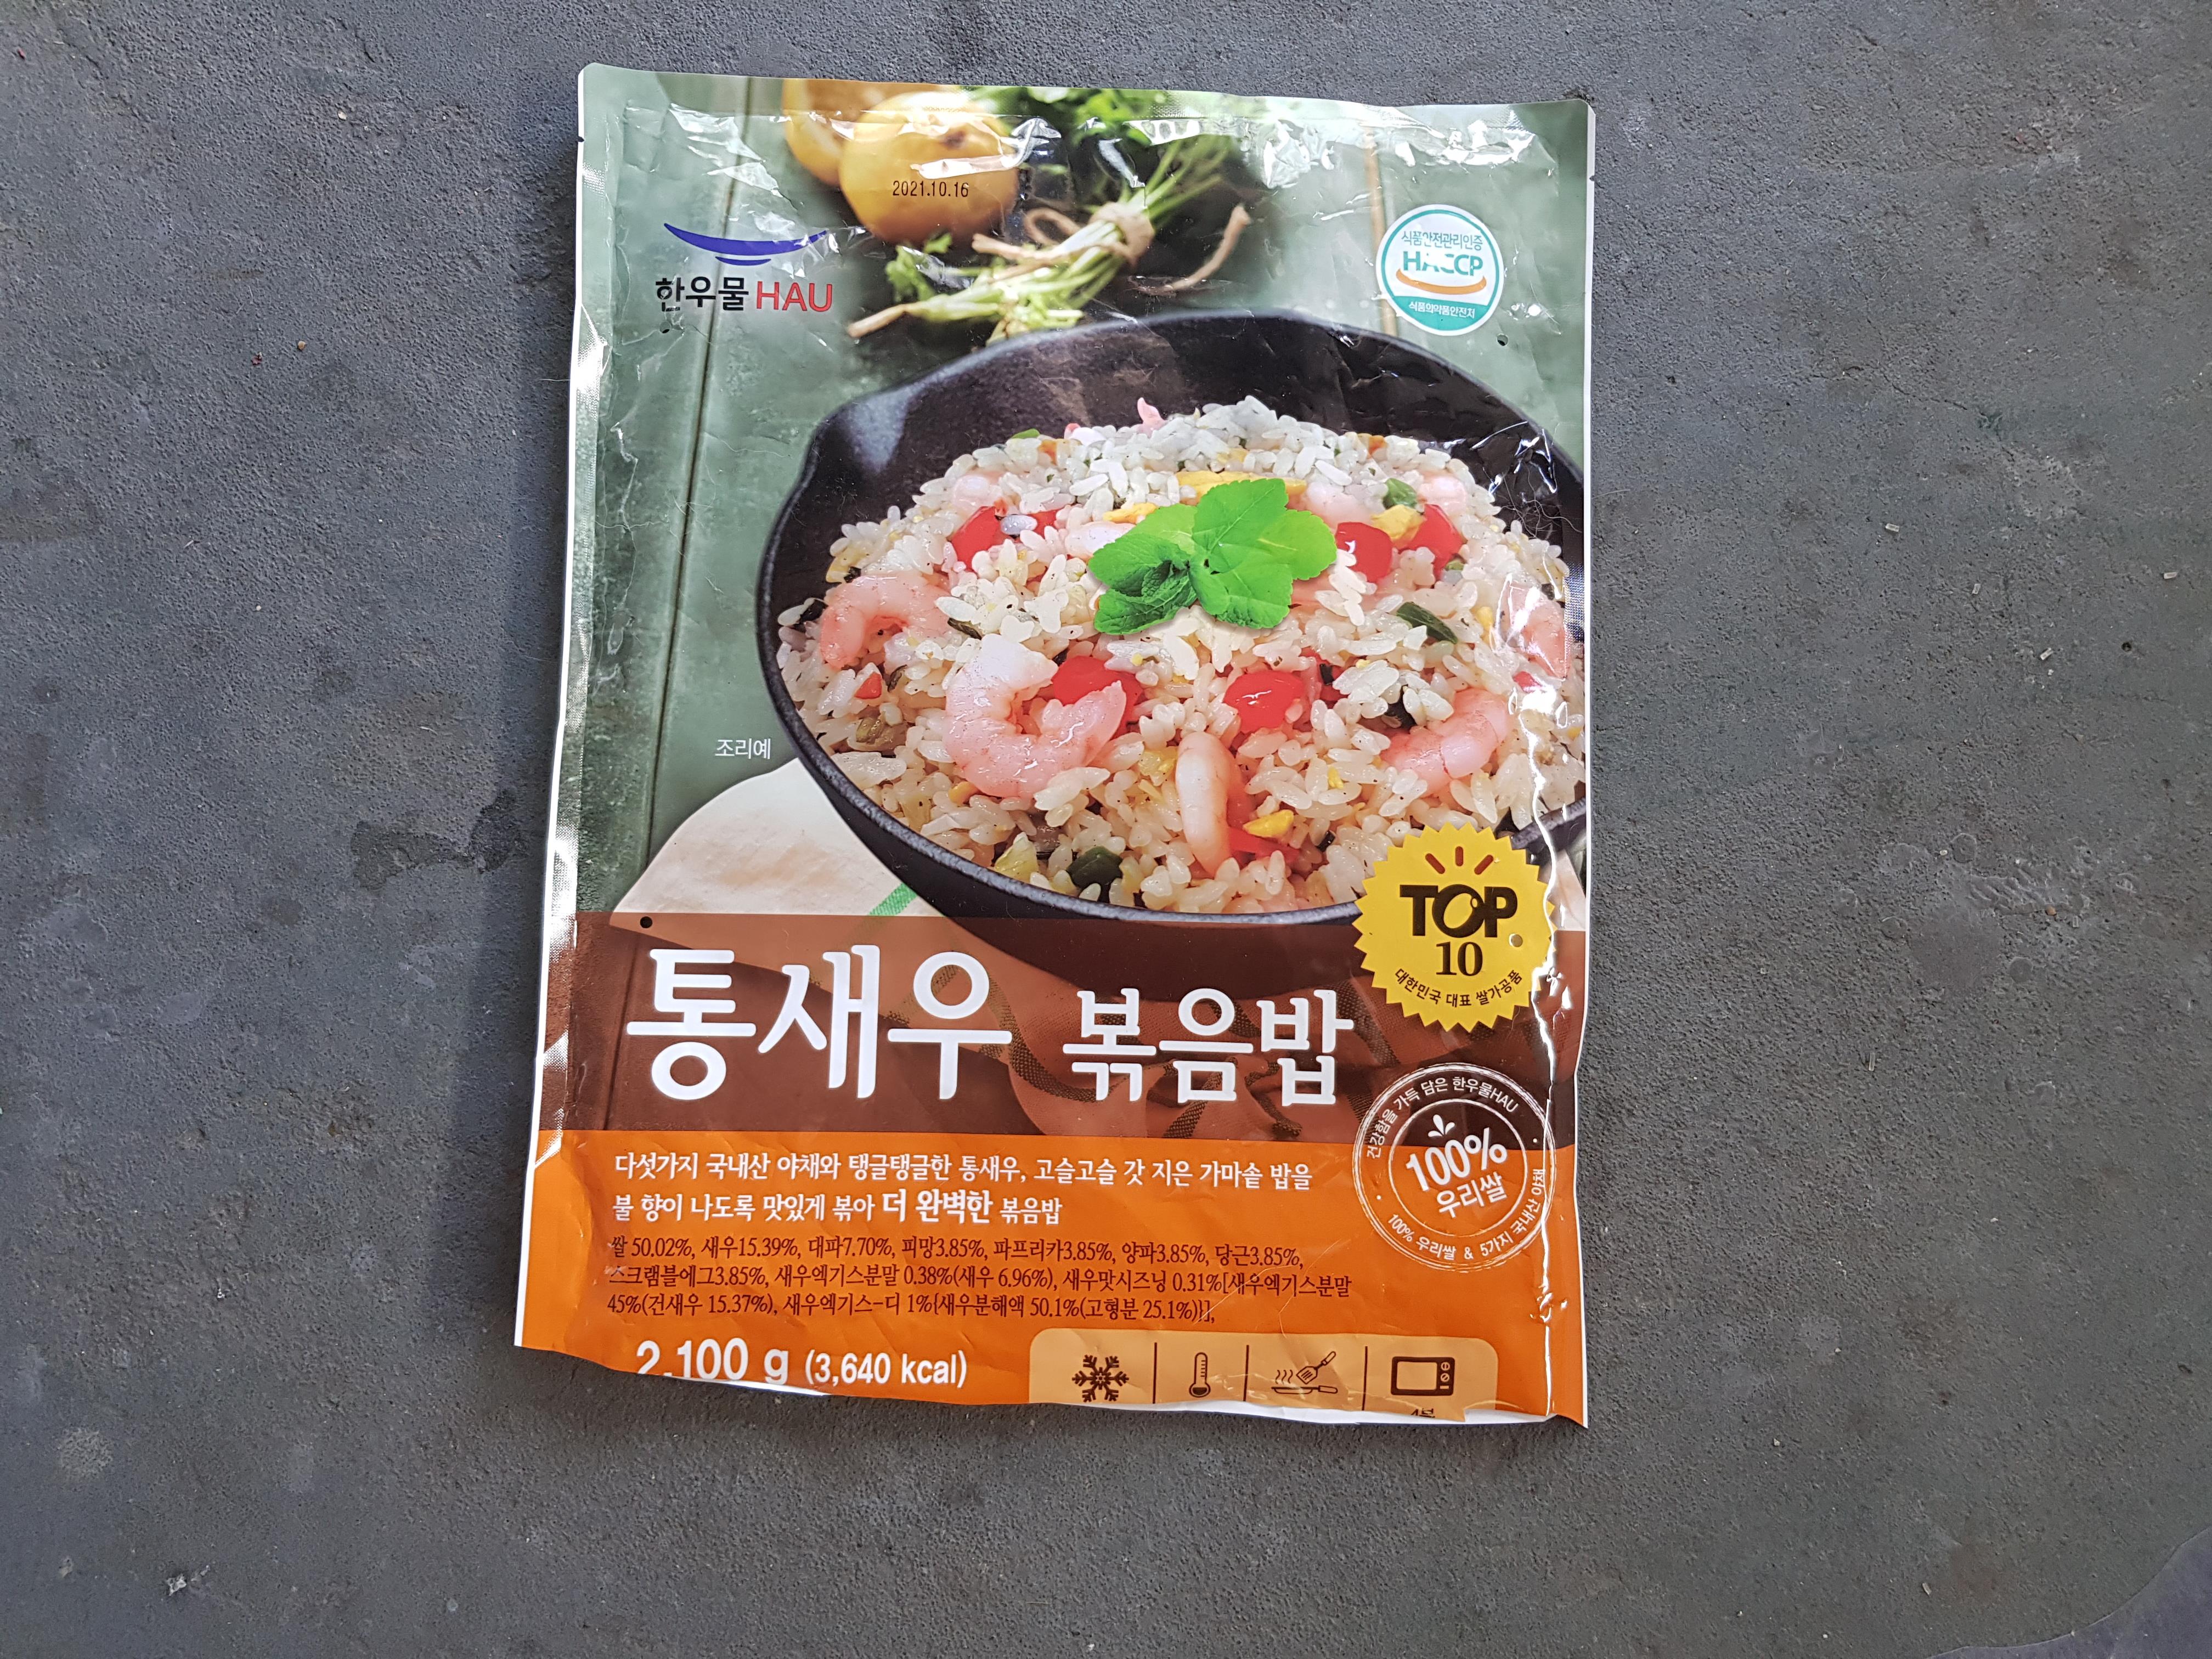 2021.10.16
한우물 HAU
식품안전관리인증
HACCP
식품의약품안전처
조리예
TOP
10
대한민국 대표 쌀가공품
통새우 볶음밥
건강함을 가득 담은 한우물HAU
100%
우리쌀
100% 우리쌀 & 5가지 국내산 야채
다섯가지 국내산 야채와 탱글탱글한 통새우, 고슬고슬 갓 지은 가마솥 밥을
불 향이 나도록 맛있게 볶아 더 완벽한 볶음밥
쌀 50.02%, 새우15.39%, 대파7.70%, 피망3.85%, 파프리카3.85%, 양파3.85%, 당근3.85%,
스크램블에그3.85%, 새우엑기스분말 0.38%(새우 6.96%), 새우맛시즈닝 0.31%[새우엑기스분말
45%(건새우 15.37%), 새우엑기스-디 1%{새우분해액 50.1%(고형분 25.1%)}],
2,100 g (3,640 kcal)